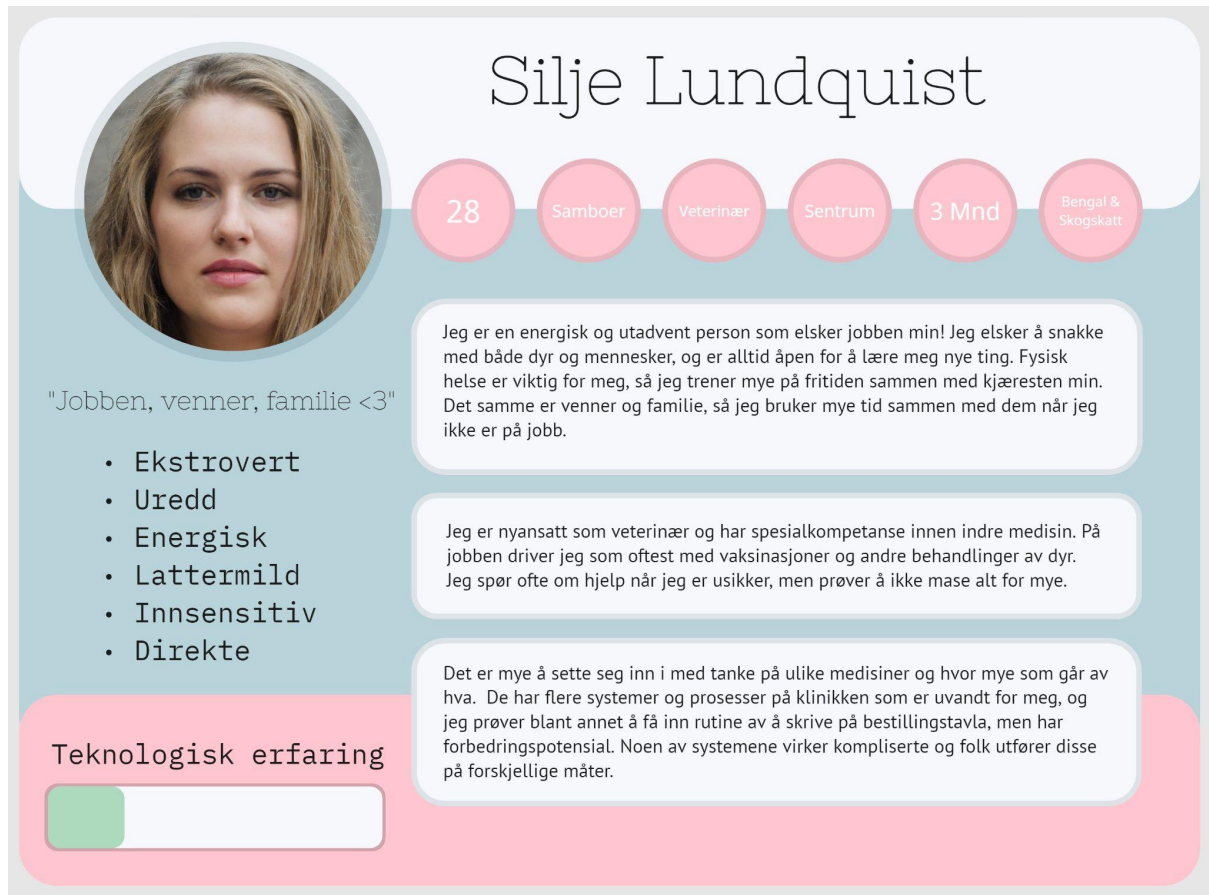 Silje Lundquist
28
Samboer
Veterinær
Sentrum
3 Mnd
Bengal &
Skogskatt
"Jobben, venner, familie <3"
• Ekstrovert
• Uredd
• Energisk
• Lattermild
• Innsensitiv
• Direkte
Teknologisk erfaring
Jeg er en energisk og utadvent person som elsker jobben min! Jeg elsker å snakke
med både dyr og mennesker, og er alltid åpen for å lære meg nye ting. Fysisk
helse er viktig for meg, så jeg trener mye på fritiden sammen med kjæresten min.
Det samme er venner og familie, så jeg bruker mye tid sammen med dem når jeg
ikke er på jobb.
Jeg er nyansatt som veterinær og har spesialkompetanse innen indre medisin. På
jobben driver jeg som oftest med vaksinasjoner og andre behandlinger av dyr.
Jeg spør ofte om hjelp når jeg er usikker, men prøver å ikke mase alt for mye.
Det er mye å sette seg inn i med tanke på ulike medisiner og hvor mye som går av
hva.  De har flere systemer og prosesser på klinikken som er uvandt for meg, og
jeg prøver blant annet å få inn rutine av å skrive på bestillingstavla, men har
forbedringspotensial. Noen av systemene virker kompliserte og folk utfører disse
på forskjellige måter.